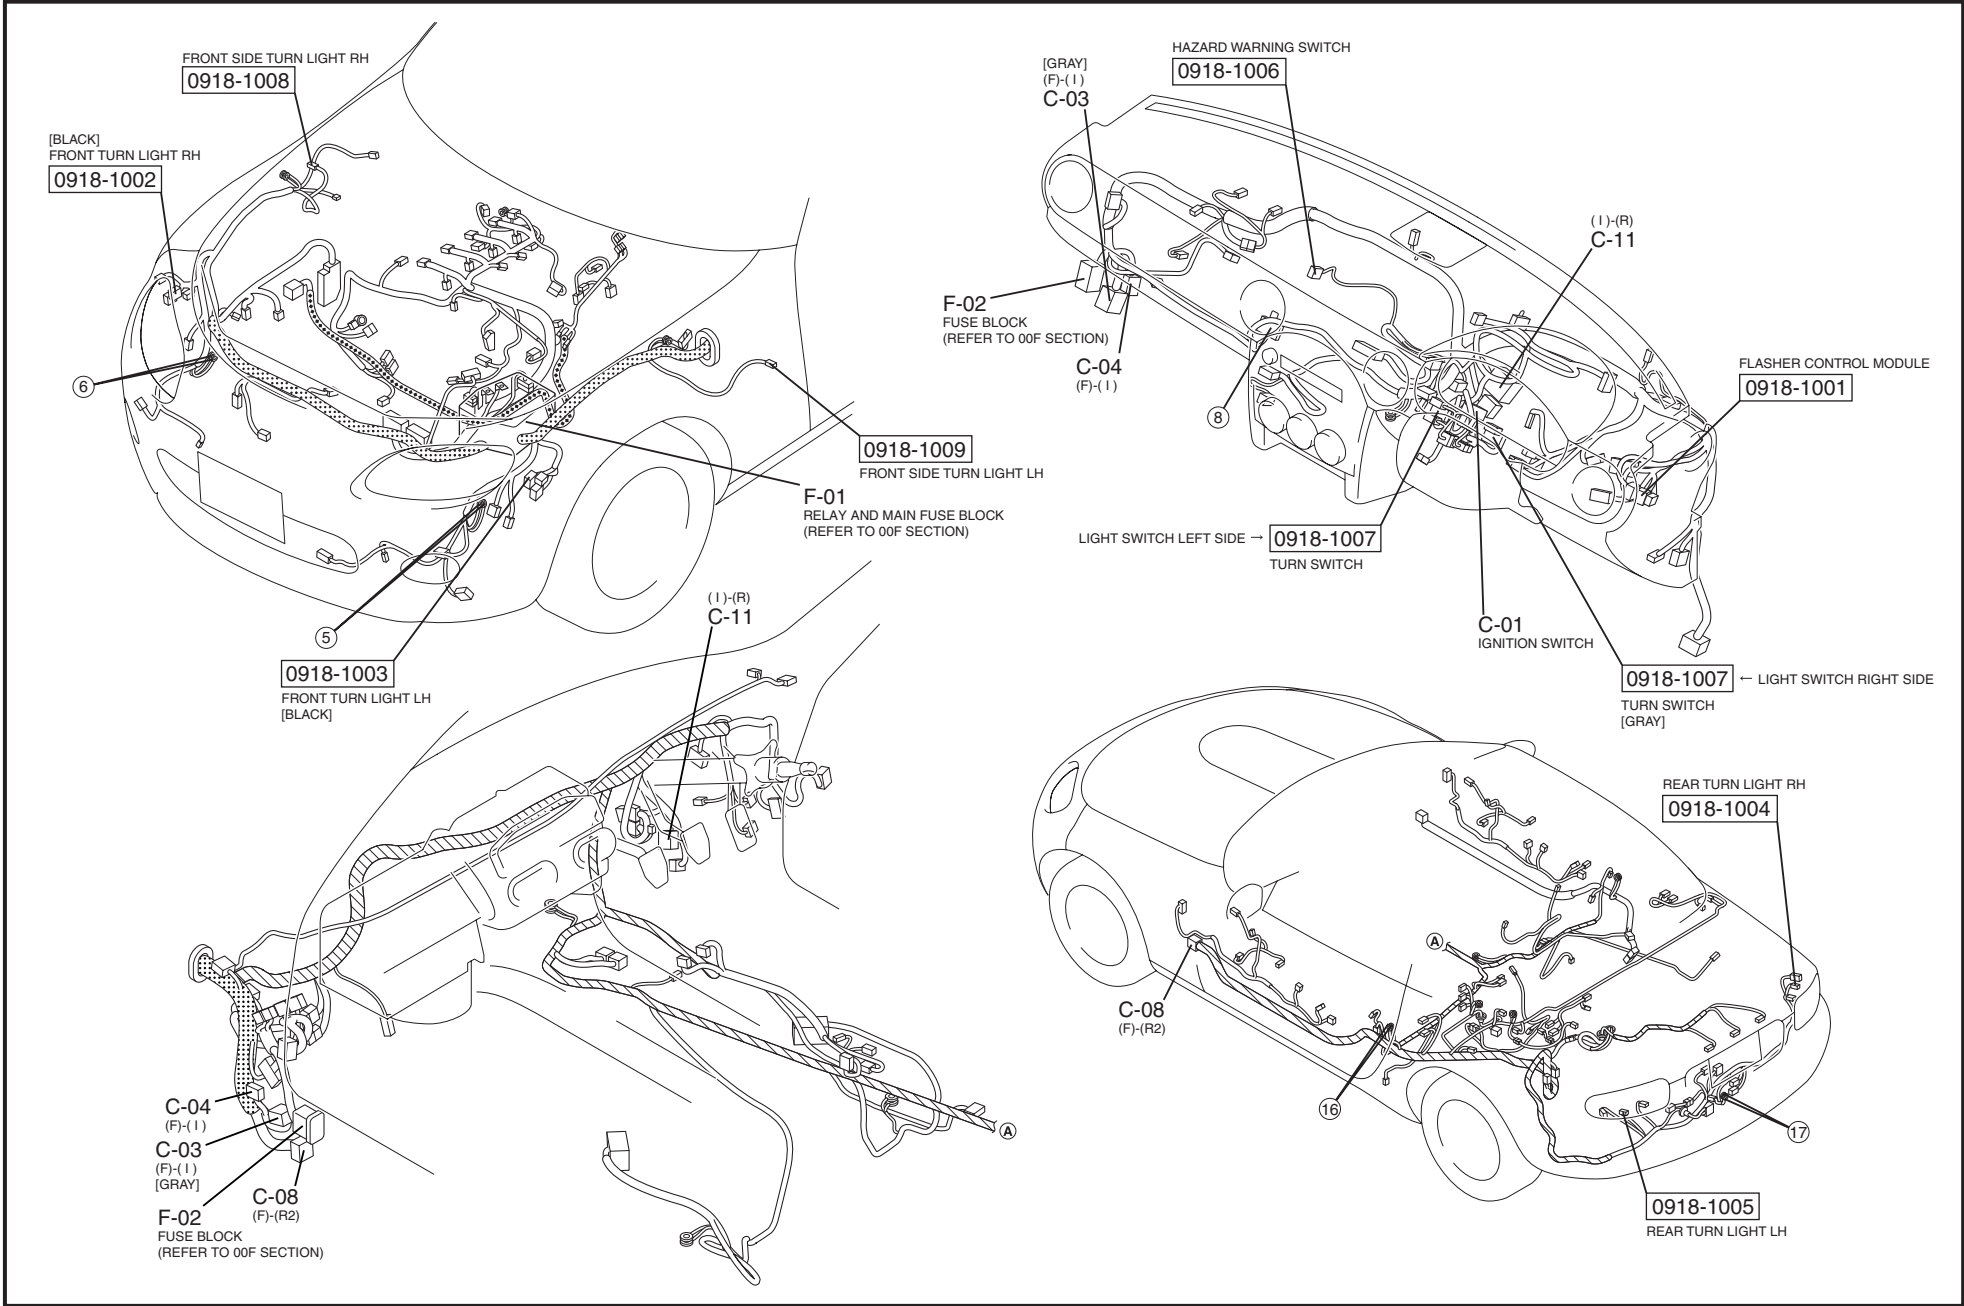 FRONT SIDE TURN LIGHT RH
0918-1008
[BLACK]
FRONT TURN LIGHT RH
0918-1002
6
5
0918-1003
FRONT TURN LIGHT LH
[BLACK]
0918-1009
FRONT SIDE TURN LIGHT LH
F-01
RELAY AND MAIN FUSE BLOCK
(REFER TO 00F SECTION)
HAZARD WARNING SWITCH
0918-1006
[GRAY]
(F)-( I )
C-03
( I )-(R)
C-11
F-02
FUSE BLOCK
(REFER TO 00F SECTION)
C-04
(F)-( I )
8
FLASHER CONTROL MODULE
0918-1001
LIGHT SWITCH LEFT SIDE → 0918-1007
TURN SWITCH
C-01
IGNITION SWITCH
0918-1007 ← LIGHT SWITCH RIGHT SIDE
TURN SWITCH
[GRAY]
( I )-(R)
C-11
C-04
(F)-( I )
C-03
(F)-( I )
[GRAY]
F-02
FUSE BLOCK
(REFER TO 00F SECTION)
C-08
(F)-(R2)
A
REAR TURN LIGHT RH
0918-1004
A
C-08
(F)-(R2)
16
17
0918-1005
REAR TURN LIGHT LH